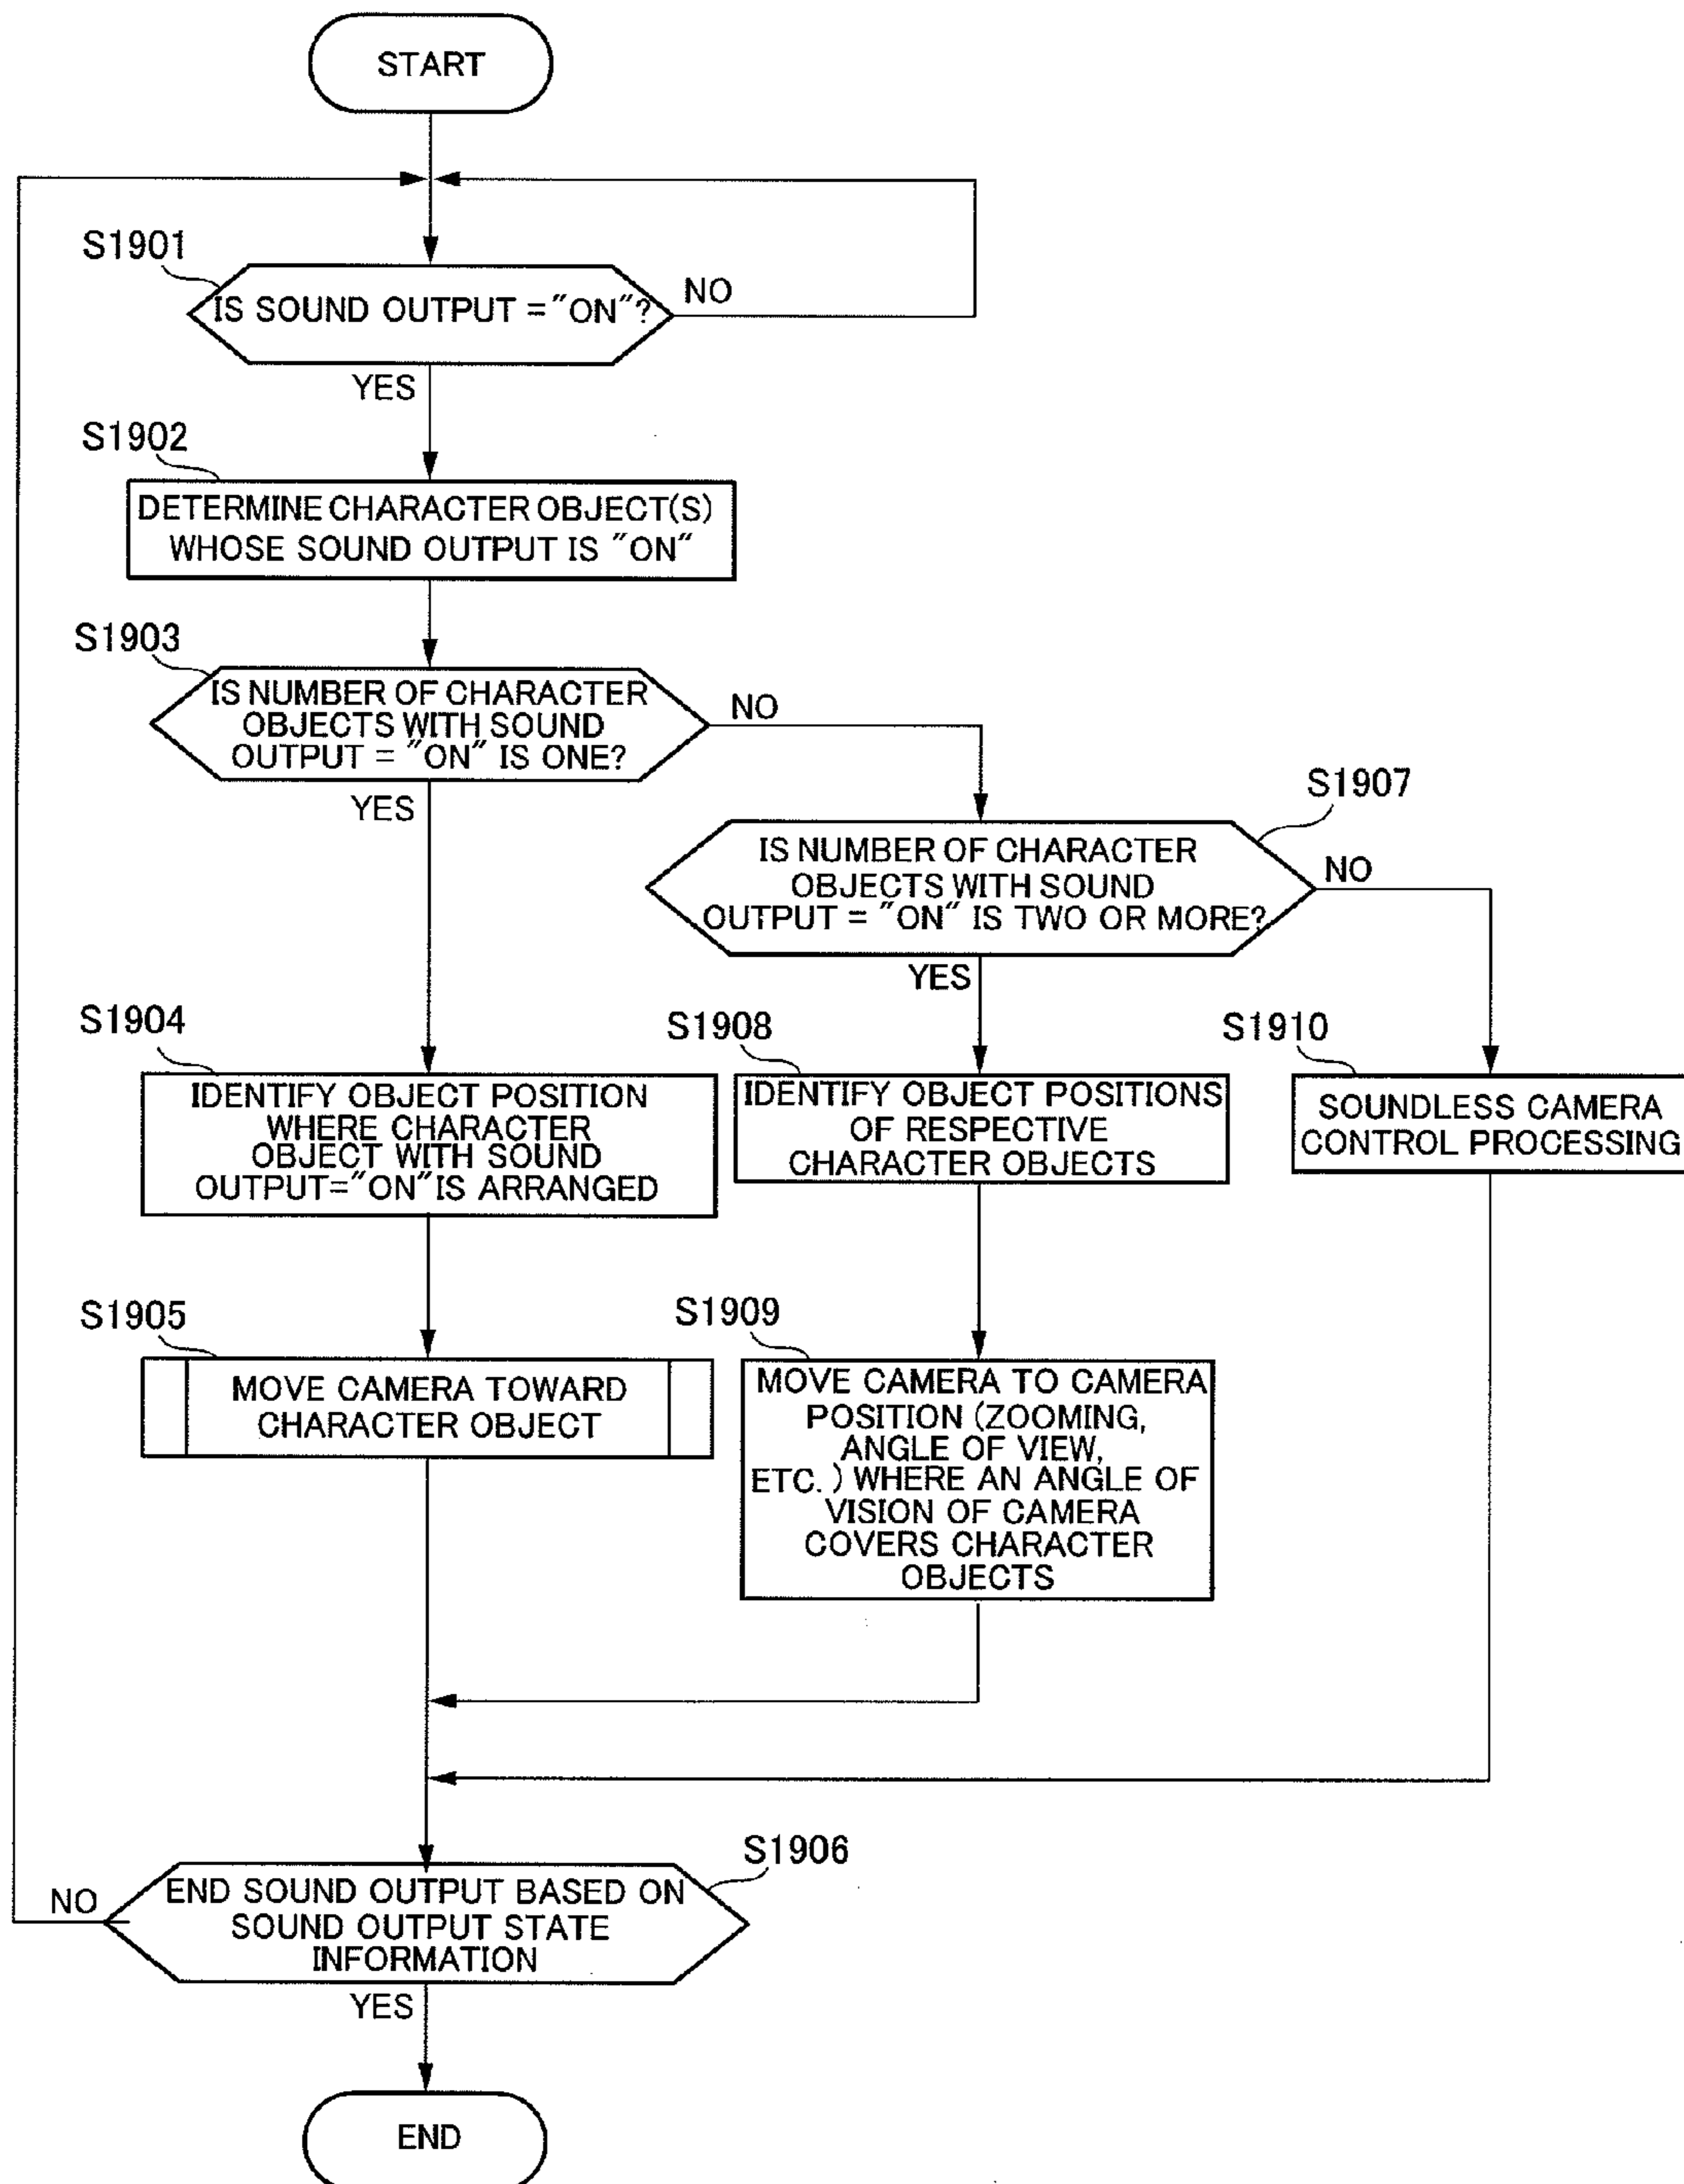 START
S1901
IS SOUND OUTPUT ="ON"?
NO
YES
S1902
DETERMINE CHARACTER OBJECT(S)
WHOSE SOUND OUTPUT IS "ON"
S1903
IS NUMBER OF CHARACTER
OBJECTS WITH SOUND
OUTPUT = "ON" IS ONE?
NO
YES
S1907
IS NUMBER OF CHARACTER
OBJECTS WITH SOUND
OUTPUT = "ON" IS TWO OR MORE?
NO
YES
S1904
IDENTIFY OBJECT POSITION
WHERE CHARACTER
OBJECT WITH SOUND
OUTPUT="ON"IS ARRANGED
S1908
IDENTIFY OBJECT POSITIONS
OF RESPECTIVE
CHARACTER OBJECTS
S1910
SOUNDLESS CAMERA
CONTROL PROCESSING
S1905
MOVE CAMERA TOWARD
CHARACTER OBJECT
S1909
MOVE CAMERA TO CAMERA
POSITION (ZOOMING,
ANGLE OF VIEW,
ETC.) WHERE AN ANGLE OF
VISION OF CAMERA
COVERS CHARACTER
OBJECTS
S1906
END SOUND OUTPUT BASED ON
SOUND OUTPUT STATE
INFORMATION
NO
YES
END